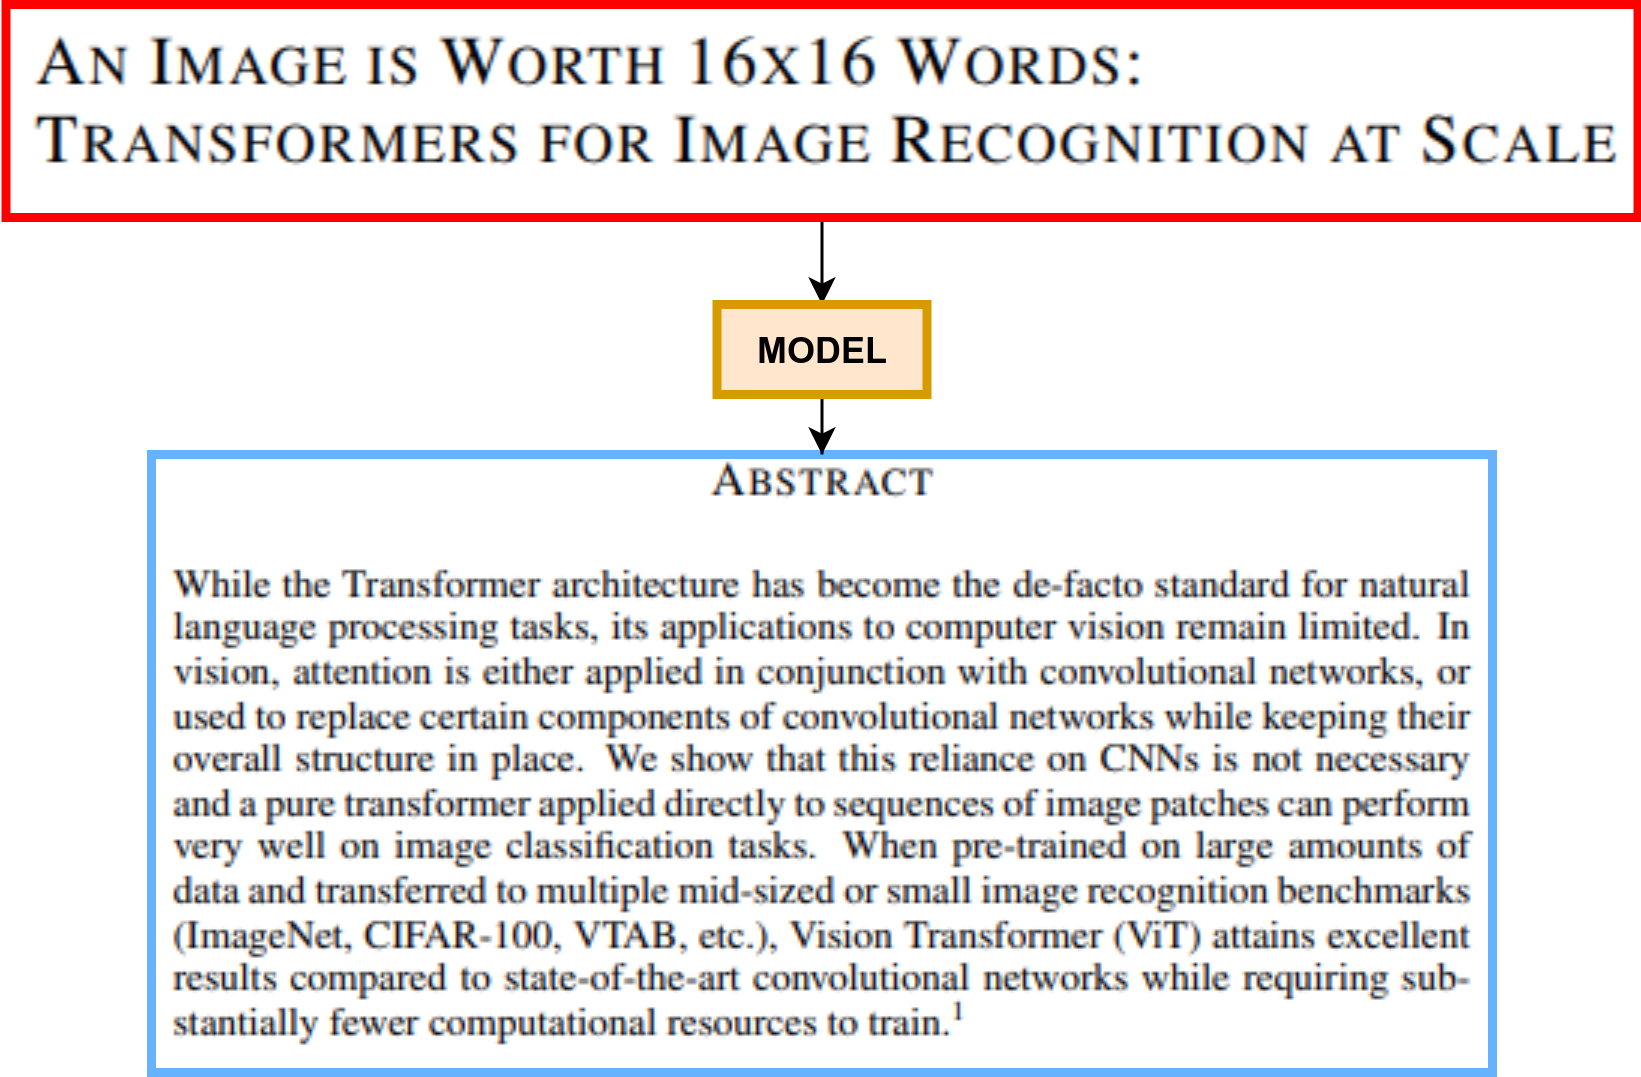 AN IMAGE IS WORTH 16X16 WORDS:
TRANSFORMERS FOR IMAGE RECOGNITION AT SCALE
MODEL
ABSTRACT
While the Transformer architecture has become the de-facto standard for natural
language processing tasks, its applications to computer vision remain limited. In
vision, attention is either applied in conjunction with convolutional networks, or
used to replace certain components of convolutional networks while keeping their
overall structure in place. We show that this reliance on CNNs is not necessary
and a pure transformer applied directly to sequences of image patches can perform
very well on image classification tasks. When pre-trained on large amounts of
data and transferred to multiple mid-sized or small image recognition benchmarks
(ImageNet, CIFAR-100, VTAB, etc.), Vision Transformer (ViT) attains excellent
results compared to state-of-the-art convolutional networks while requiring sub-
stantially fewer computational resources to train.1